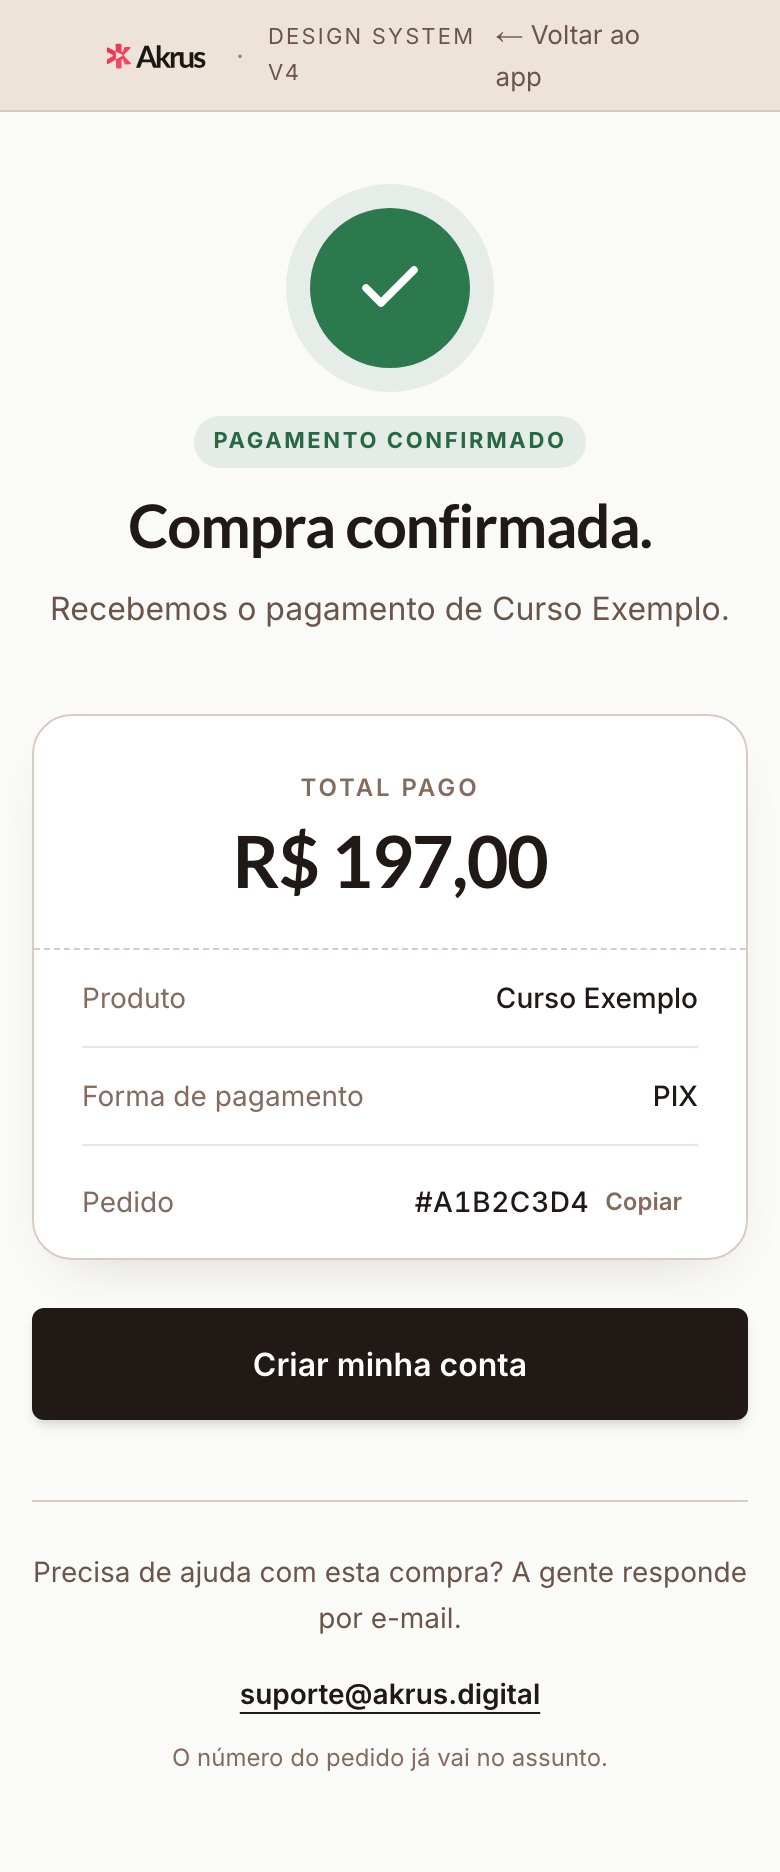 Akrus · DESIGN SYSTEM V4
← Voltar ao app
PAGAMENTO CONFIRMADO
Compra confirmada.
Recebemos o pagamento de Curso Exemplo.
TOTAL PAGO
R$ 197,00
Produto Curso Exemplo
Forma de pagamento PIX
Pedido #A1B2C3D4 Copiar
Criar minha conta
Precisa de ajuda com esta compra? A gente responde
por e-mail.
suporte@akrus.digital
O número do pedido já vai no assunto.